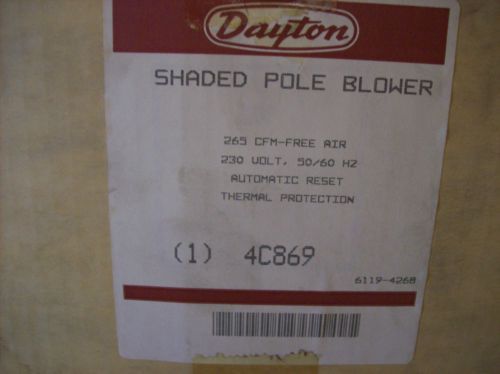 Dayton
SHADED POLE BLOWER
265 CFM-FREE AIR
230 VOLT, 50/60 HZ
AUTOMATIC RESET
THERMAL PROTECTION
(1) 4C869
6119-4268